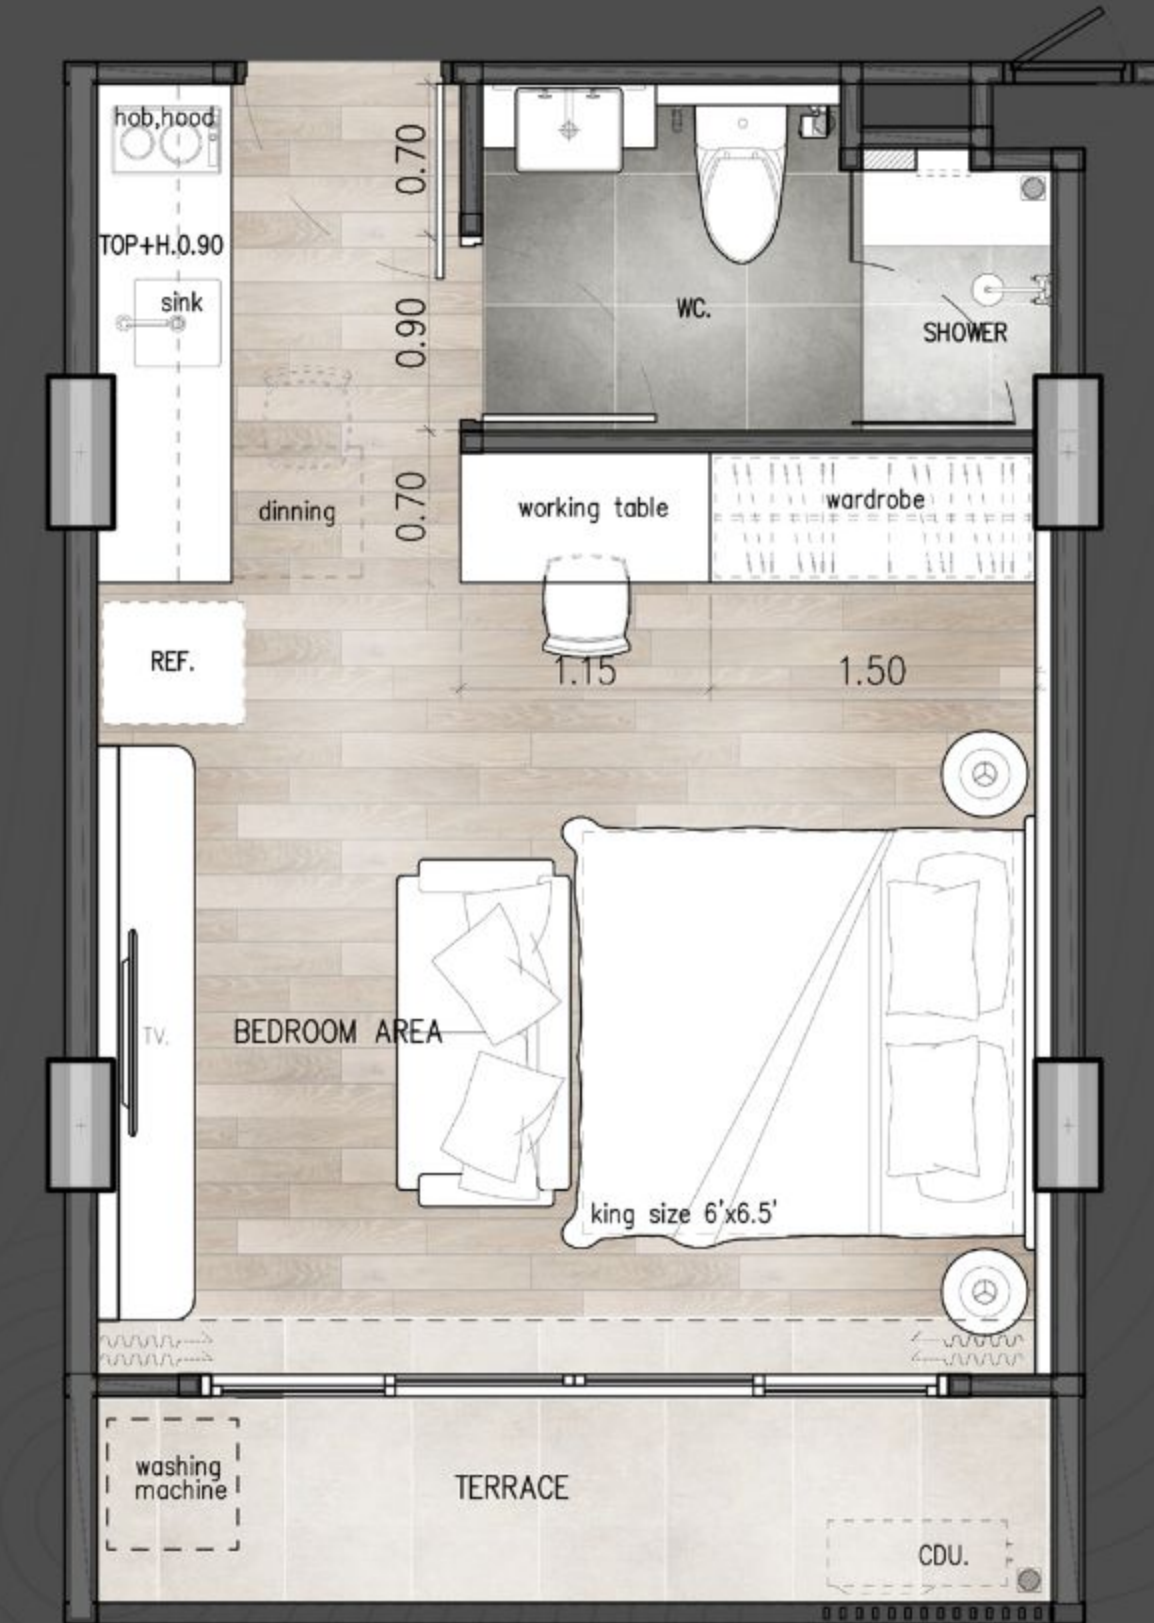 hob,hood
0.70
TOP+H.0.90
sink
WC.
SHOWER
0.90
dinning
0.70
working table
wardrobe
REF.
1.15
1.50
TV.
BEDROOM AREA
king size 6'x6.5'
washing
machine
TERRACE
CDU.